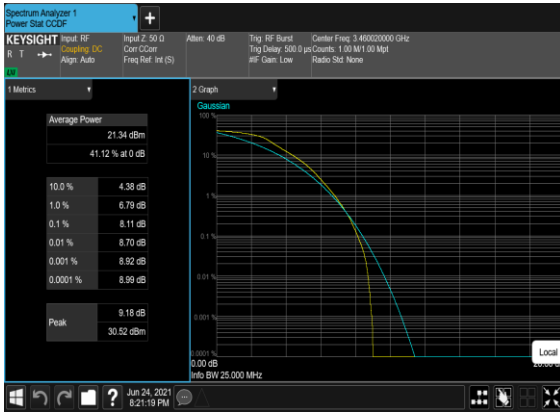 Spectrum Analyzer 1
Power Stat CCDF
+
KEYSIGHT
R T
LXI
Input: RF
Coupling: DC
Align: Auto
Input Z: 50 Ω
Corr CCorr
Freq Ref: Int (S)
Atten: 40 dB
Trig: RF Burst
Trig Delay: 500.0 µs
#IF Gain: Low
Center Freq: 3.460020000 GHz
Counts: 1.00 M/1.00 Mpt
Radio Std: None
1 Metrics
Average Power
21.34 dBm
41.12 % at 0 dB
10.0 % 4.38 dB
1.0 % 6.79 dB
0.1 % 8.11 dB
0.01 % 8.70 dB
0.001 % 8.92 dB
0.0001 % 8.99 dB
Peak
9.18 dB
30.52 dBm
2 Graph
Gaussian
100 %
10 %
1 %
0.1 %
0.01 %
0.001 %
0.0001 %
0.00 dB
Info BW 25.000 MHz
Local
?
Jun 24, 2021
8:21:19 PM